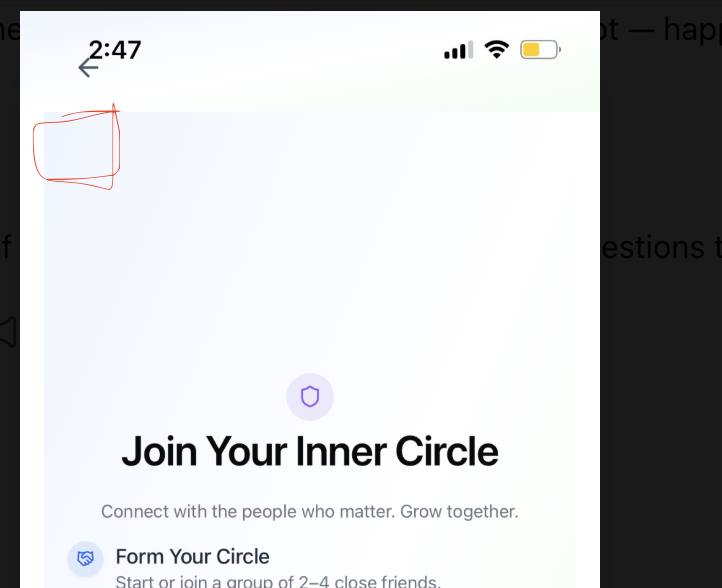 2:47
ot — happ
estions t
Join Your Inner Circle
Connect with the people who matter. Grow together.
Form Your Circle
Start or join a group of 2–4 close friends.